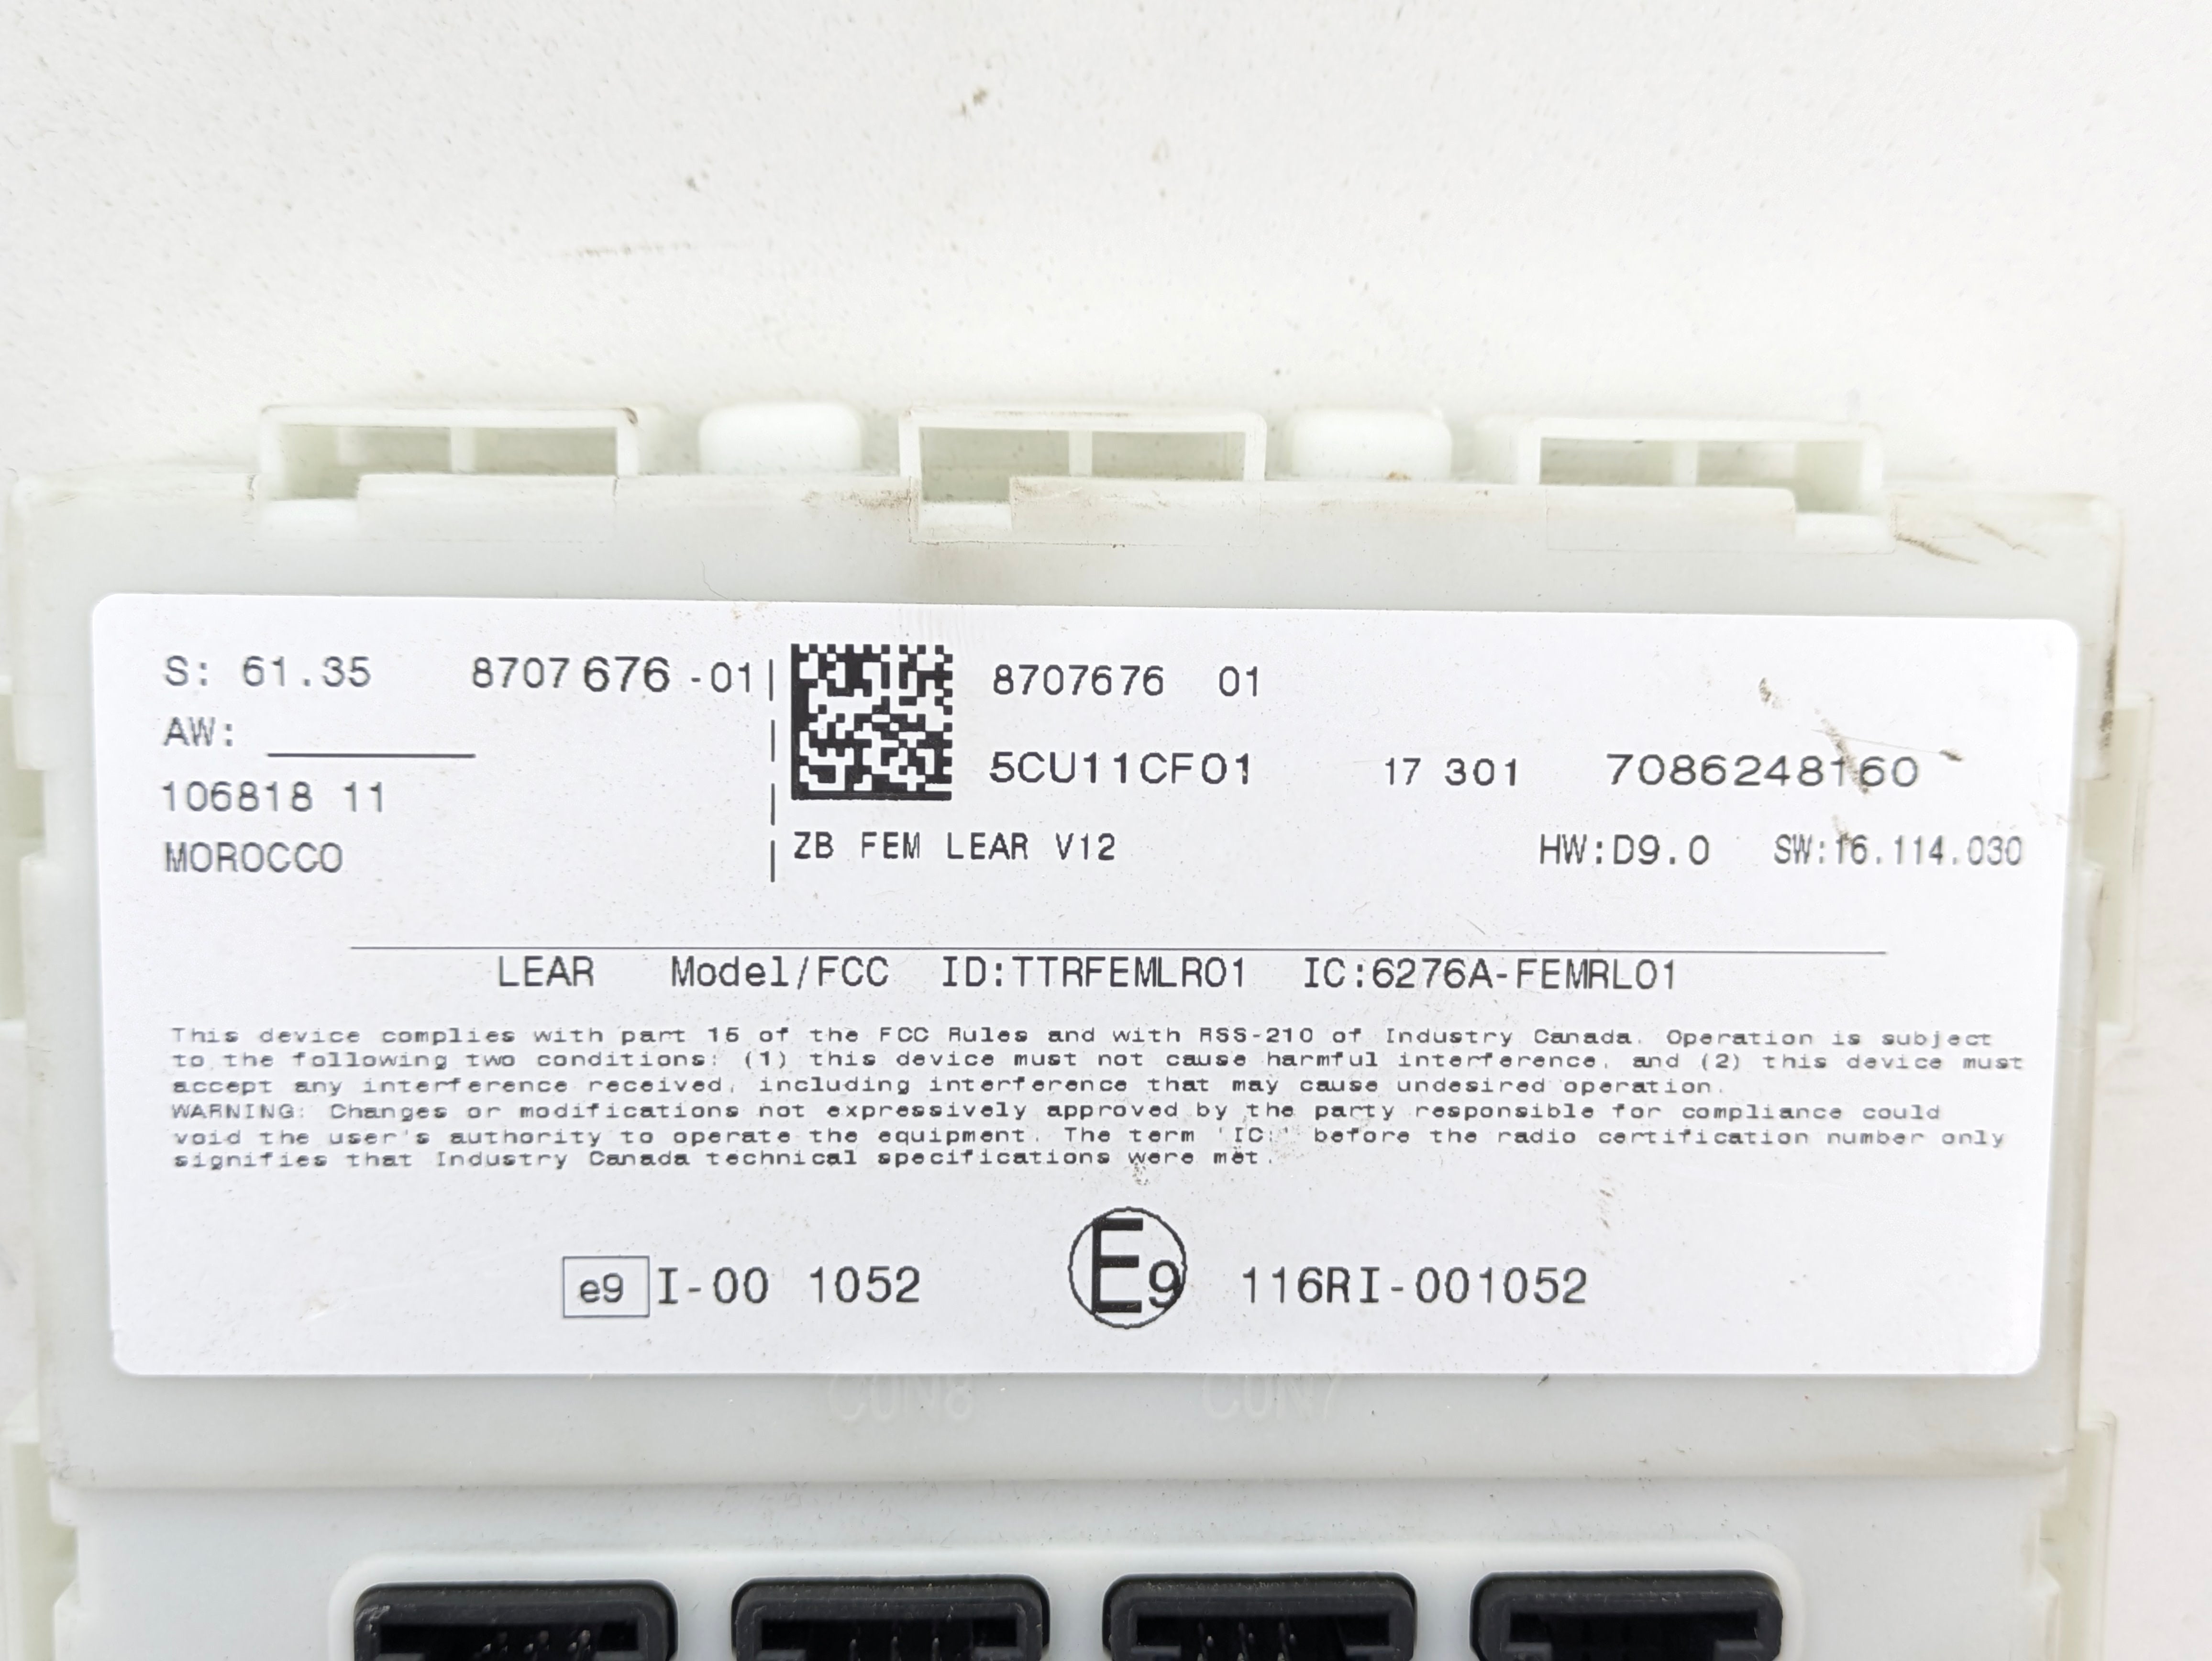 S: 61.35 8707 676 -01
AW:
106818 11
MOROCCO
8707676 01
5CU11CF01 17 301 7086248160
ZB FEM LEAR V12 HW:D9.0 SW:16.114.030
LEAR Model/FCC ID:TTRFEMLR01 IC:6276A-FEMRL01
This device complies with part 15 of the FCC Rules and with RSS-210 of Industry Canada. Operation is subject
to the following two conditions: (1) this device must not cause harmful interference, and (2) this device must
accept any interference received, including interference that may cause undesired operation.
WARNING: Changes or modifications not expressively approved by the party responsible for compliance could
void the user's authority to operate the equipment. The term 'IC:' before the radio certification number only
signifies that Industry Canada technical specifications were met.
e9 I-00 1052 E9 116RI-001052
CON8 CON7